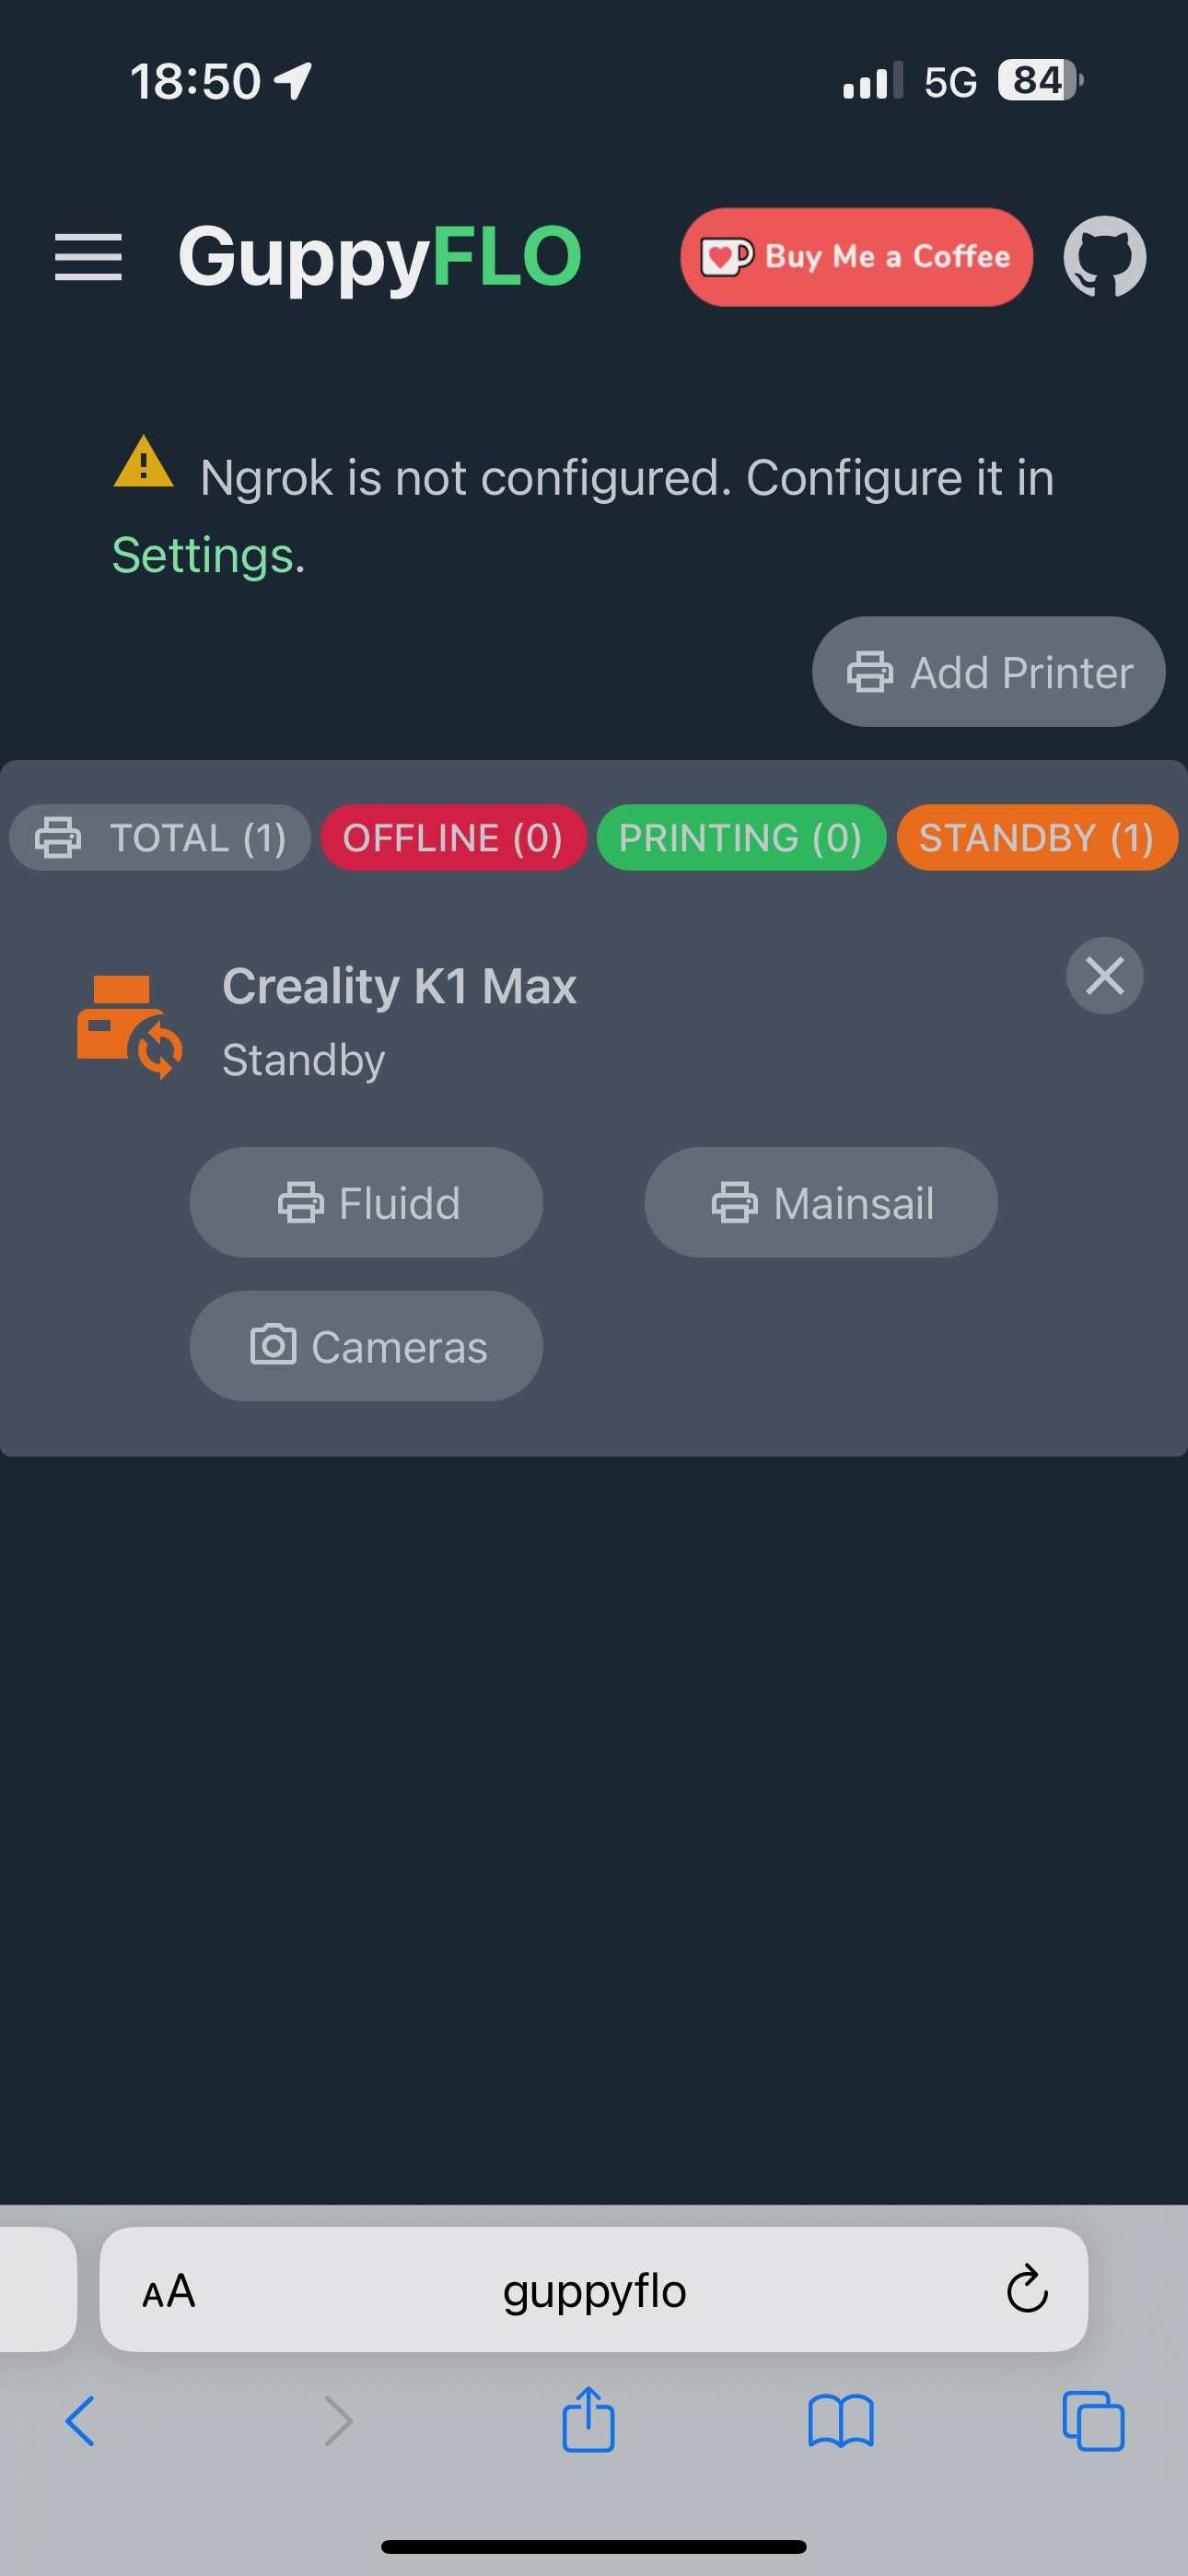 18:50 5G 84
GuppyFLO Buy Me a Coffee
Ngrok is not configured. Configure it in
Settings.
Add Printer
TOTAL (1) OFFLINE (0) PRINTING (0) STANDBY (1)
Creality K1 Max
Standby
Fluidd Mainsail
Cameras
AA guppyflo